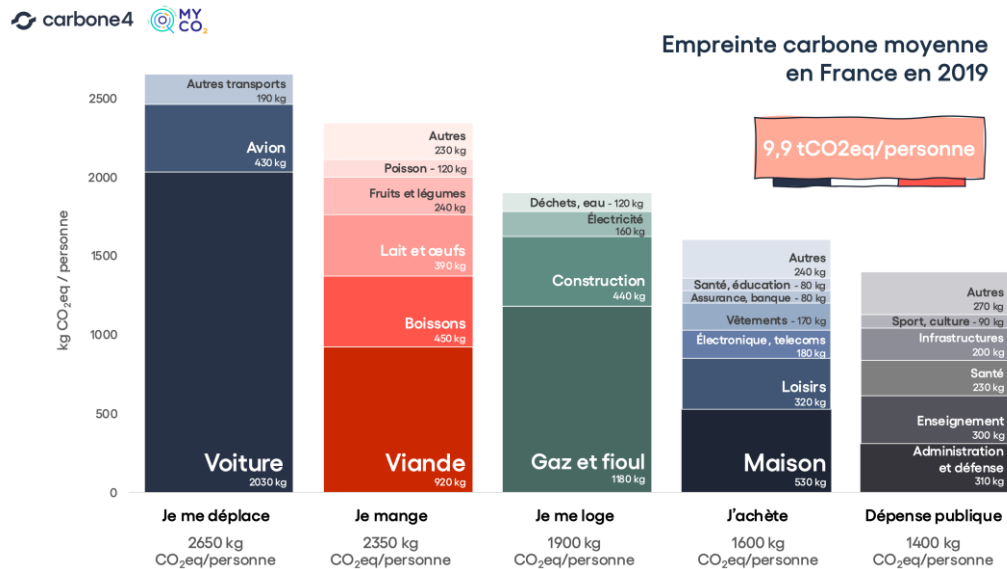 carbone4 MY
CO₂
Empreinte carbone moyenne
en France en 2019
9,9 tCO2eq/personne
kg CO₂eq / personne
2500
2000
1500
1000
500
0
Autres transports
190 kg
Avion
430 kg
Voiture
2030 kg
Autres
230 kg
Poisson - 120 kg
Fruits et légumes
240 kg
Lait et œufs
390 kg
Boissons
450 kg
Viande
920 kg
Déchets, eau - 120 kg
Électricité
160 kg
Construction
440 kg
Gaz et fioul
1180 kg
Autres
240 kg
Santé, éducation - 80 kg
Assurance, banque - 80 kg
Vêtements - 170 kg
Électronique, telecoms
180 kg
Loisirs
320 kg
Maison
530 kg
Autres
270 kg
Sport, culture - 90 kg
Infrastructures
200 kg
Santé
230 kg
Enseignement
300 kg
Administration
et défense
310 kg
Je me déplace
2650 kg
CO₂eq/personne
Je mange
2350 kg
CO₂eq/personne
Je me loge
1900 kg
CO₂eq/personne
J'achète
1600 kg
CO₂eq/personne
Dépense publique
1400 kg
CO₂eq/personne